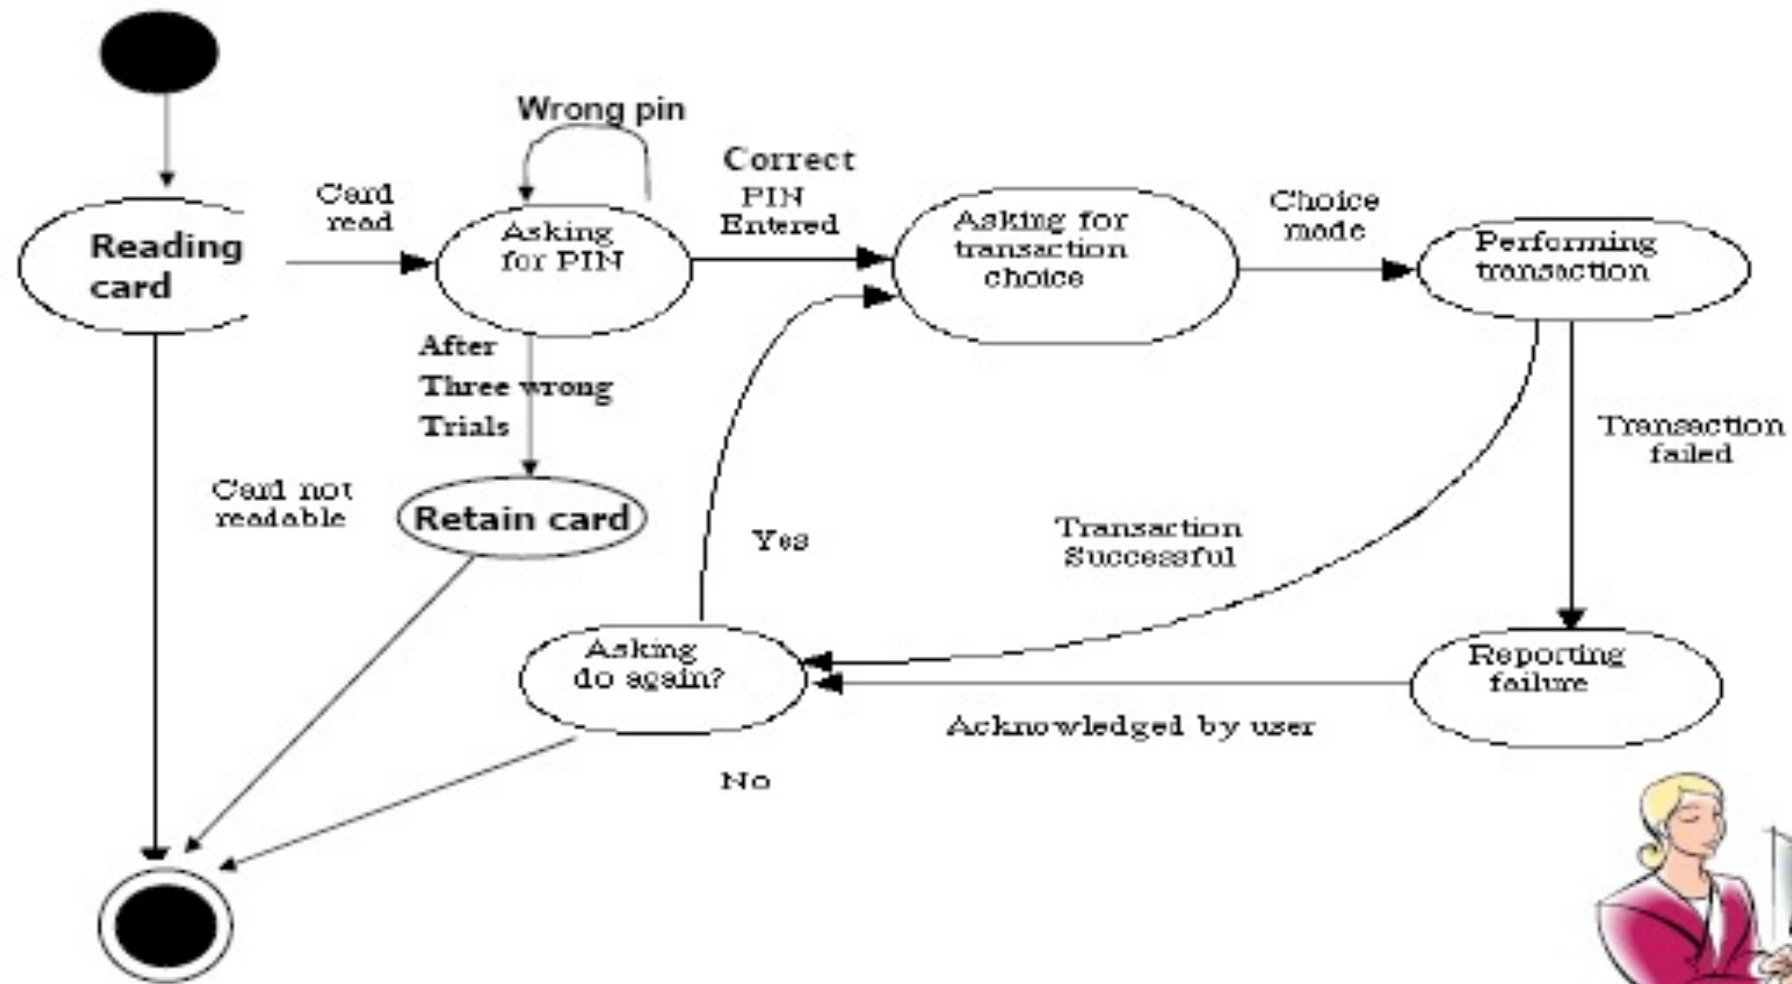 Wrong pin
Correct
PIN
Entered
Card
read
Choice
made
Reading
card
Asking
for PIN
Asking for
transaction
choice
Performing
transaction
After
Three wrong
Trials
Transaction
failed
Card not
readable
Retain card
Yes
Transaction
Successful
Asking
do again?
Reporting
failure
Acknowledged by user
No